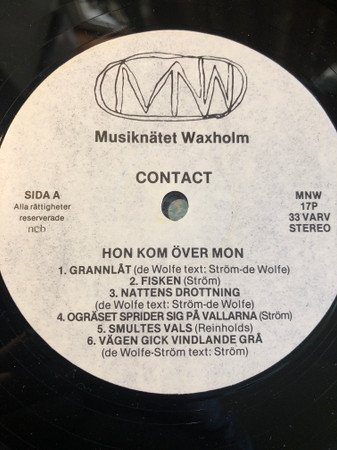 MNW
Musiknätet Waxholm
CONTACT
SIDA A
Alla rättigheter
reserverade
ncb
MNW
17P
33 VARV
STEREO
HON KOM ÖVER MON
1. GRANNLÅT (de Wolfe text: Ström-de Wolfe)
2. FISKEN (Ström)
3. NATTENS DROTTNING
(de Wolfe text: Ström-de Wolfe)
4. OGRÄSET SPRIDER SIG PÅ VALLARNA (Ström)
5. SMULTES VALS (Reinholds)
6. VÄGEN GICK VINDLANDE GRÅ
(de Wolfe-Ström text: Ström)